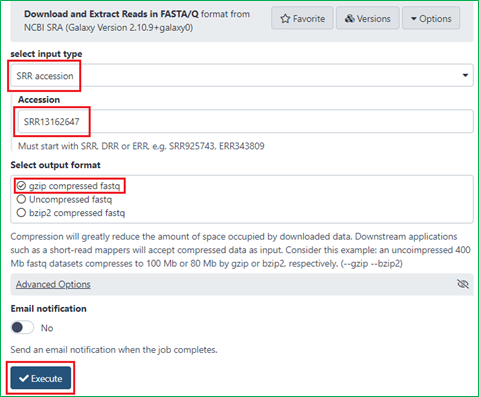 Download and Extract Reads in FASTA/Q format from
NCBI SRA (Galaxy Version 2.10.9+galaxy0)
Favorite
Versions
Options
select input type
SRR accession
Accession
SRR13162647
Must start with SRR, DRR or ERR, e.g. SRR925743, ERR343809
Select output format
gzip compressed fastq
Uncompressed fastq
bzip2 compressed fastq
Compression will greatly reduce the amount of space occupied by downloaded data. Downstream applications
such as a short-read mappers will accept compressed data as input. Consider this example: an uncoimpressed 400
Mb fastq datasets compresses to 100 Mb or 80 Mb by gzip or bzip2, respectively. (--gzip --bzip2)
Advanced Options
Email notification
No
Send an email notification when the job completes.
Execute